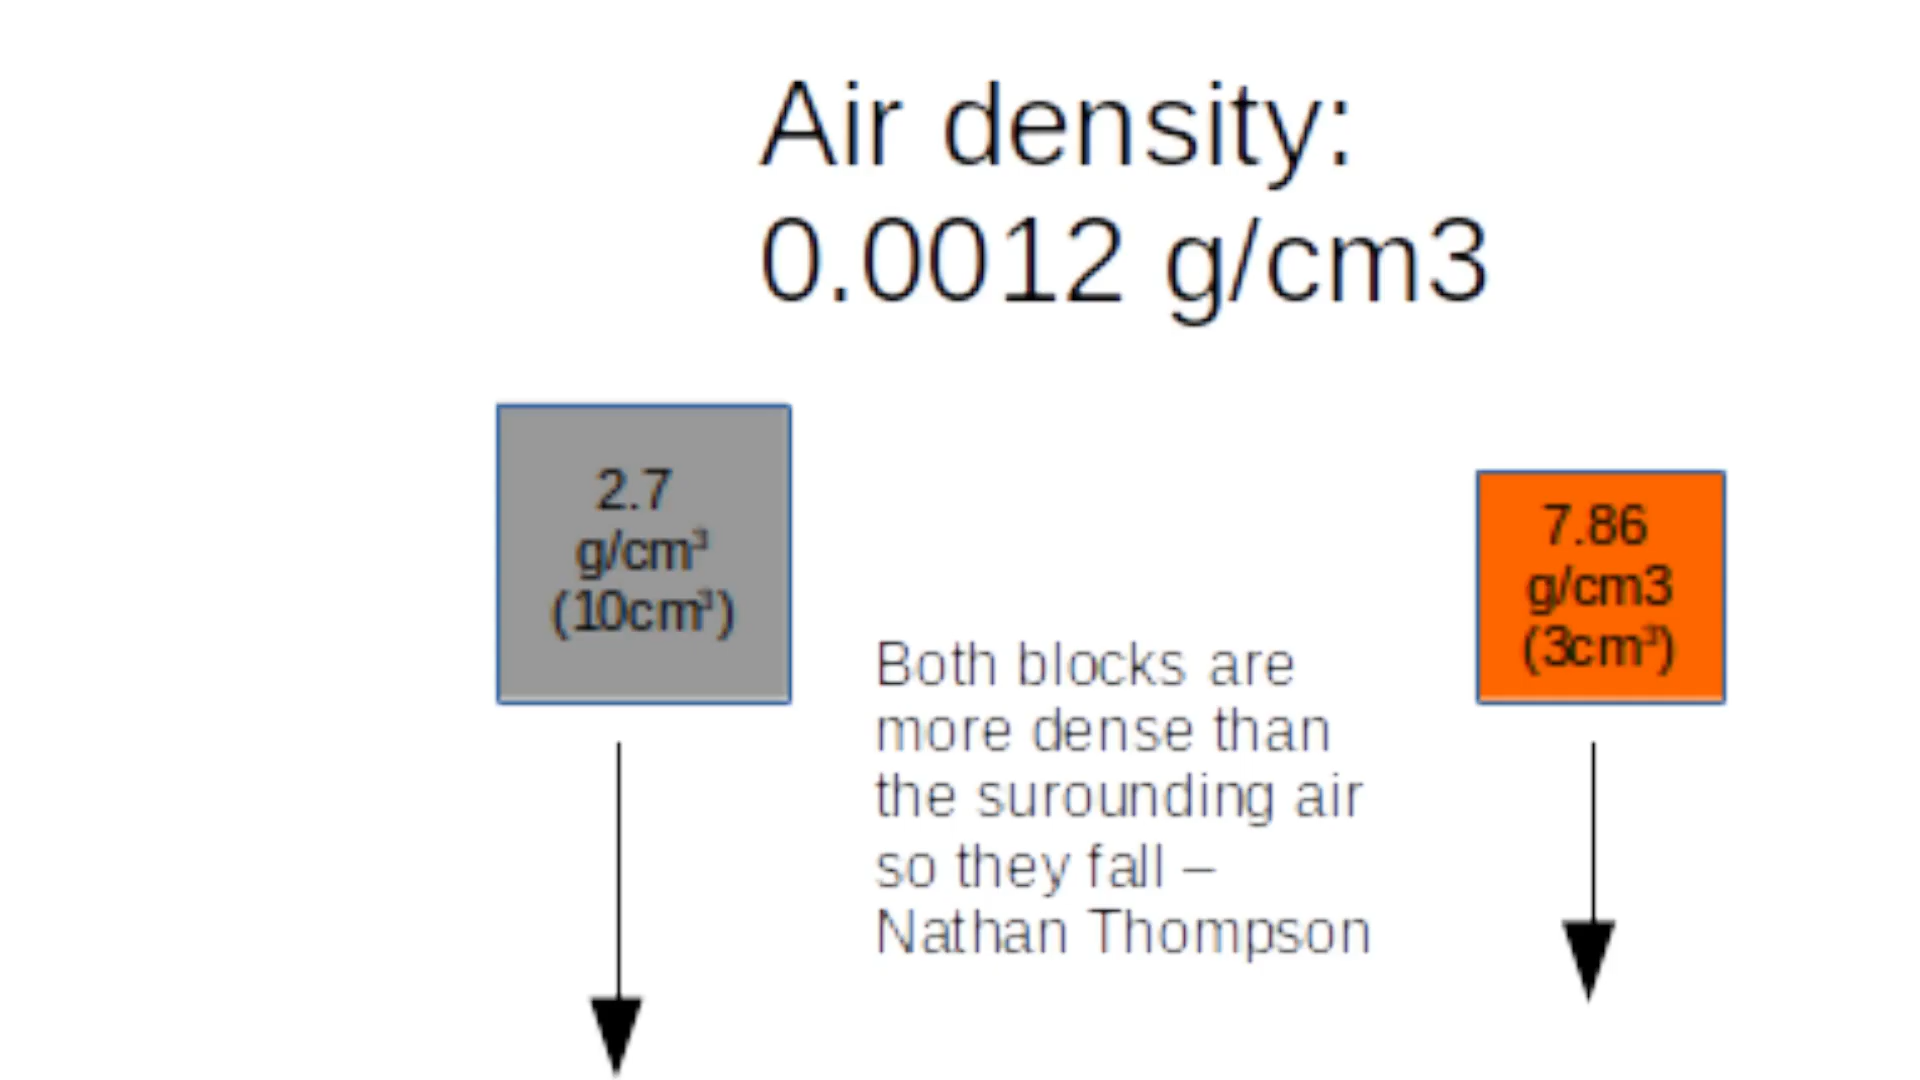 Air density:
0.0012 g/cm3
2.7
g/cm³
(10cm³)
7.86
g/cm3
(3cm³)
Both blocks are
more dense than
the surounding air
so they fall –
Nathan Thompson